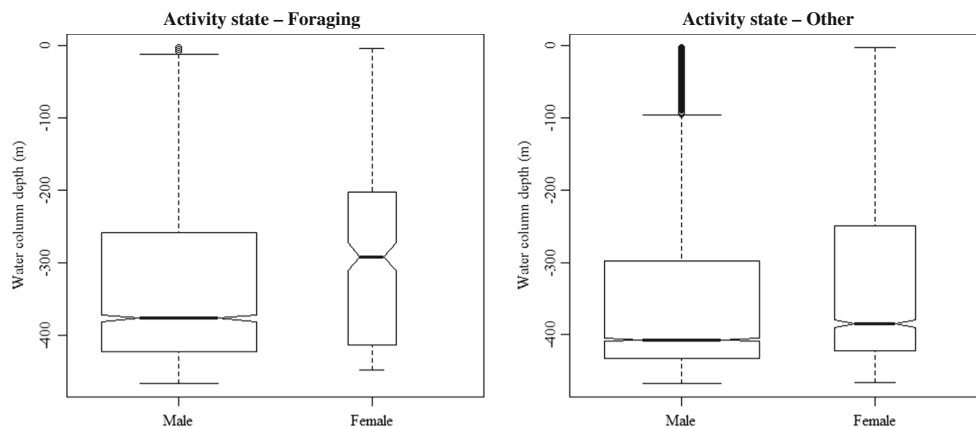 Activity state – Foraging
Water column depth (m)
0
-100
-200
-300
-400
Male
Female
Activity state – Other
Water column depth (m)
0
-100
-200
-300
-400
Male
Female